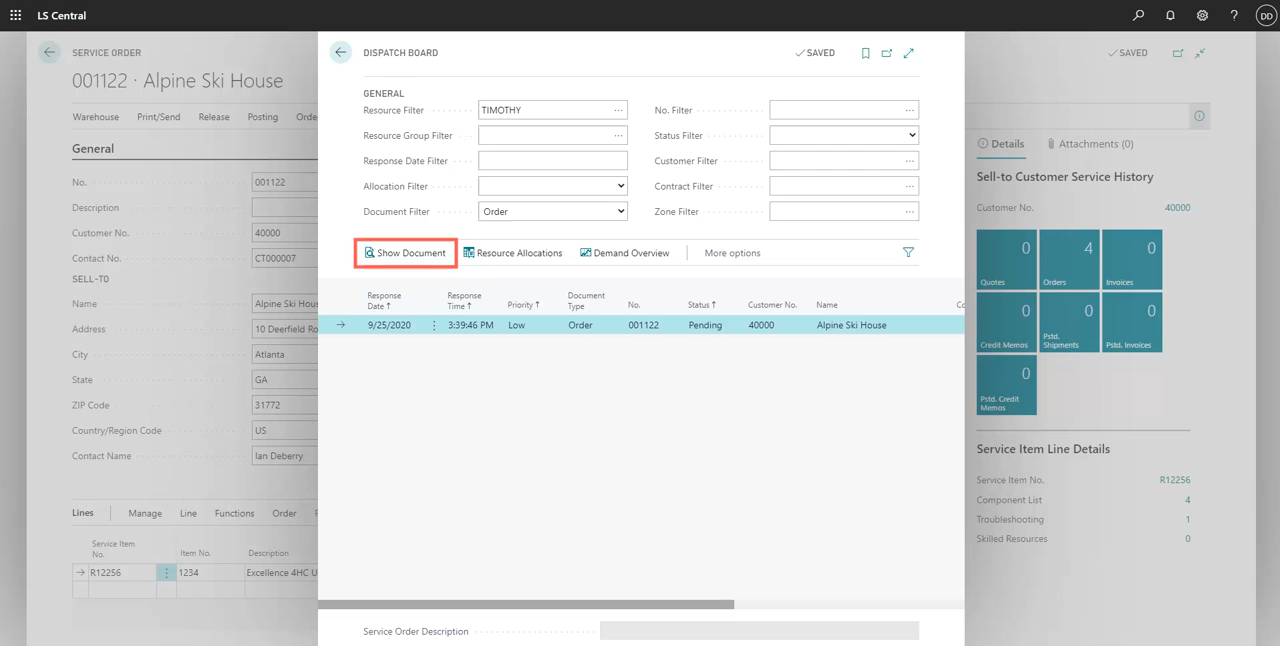 LS Central
?
DD
SERVICE ORDER
001122 · Alpine Ski House
Warehouse Print/Send Release Posting
General
No. 001122
Description
Customer No. 40000
Contact No. CT000007
SELL-TO
Name Alpine Ski Hous
Address 10 Deerfield Ro
City Atlanta
State GA
ZIP Code 31772
Country/Region Code US
Contact Name Ian Deberry
Lines Manage Line Functions Order
Service Item
No. Item No. Description
R12256 1234 Excellence 4HC U
DISPATCH BOARD
SAVED
GENERAL
Resource Filter TIMOTHY No. Filter
Resource Group Filter Status Filter
Response Date Filter Customer Filter
Allocation Filter Contract Filter
Document Filter Order Zone Filter
Show Document Resource Allocations Demand Overview More options
Response
Date↑ Response
Time↑ Priority↑ Document
Type No. Status↑ Customer No. Name
9/25/2020 3:39:46 PM Low Order 001122 Pending 40000 Alpine Ski House
Service Order Description
SAVED
Details Attachments (0)
Sell-to Customer Service History
Customer No. 40000
0 4 0
Quotes Orders Invoices
0 0 0
Credit Memos Pstd.
Shipments Pstd. Invoices
0
Pstd. Credit
Memos
Service Item Line Details
Service Item No. R12256
Component List 4
Troubleshooting 1
Skilled Resources 0